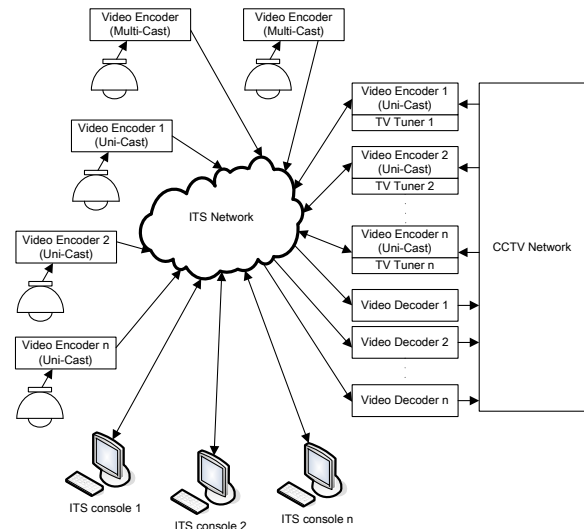 Video Encoder
(Multi-Cast)
Video Encoder
(Multi-Cast)
Video Encoder 1
(Uni-Cast)
Video Encoder 2
(Uni-Cast)
Video Encoder n
(Uni-Cast)
ITS Network
Video Encoder 1
(Uni-Cast)
TV Tuner 1
Video Encoder 2
(Uni-Cast)
TV Tuner 2
Video Encoder n
(Uni-Cast)
TV Tuner n
Video Decoder 1
Video Decoder 2
Video Decoder n
CCTV Network
ITS console 1
ITS console 2
ITS console n